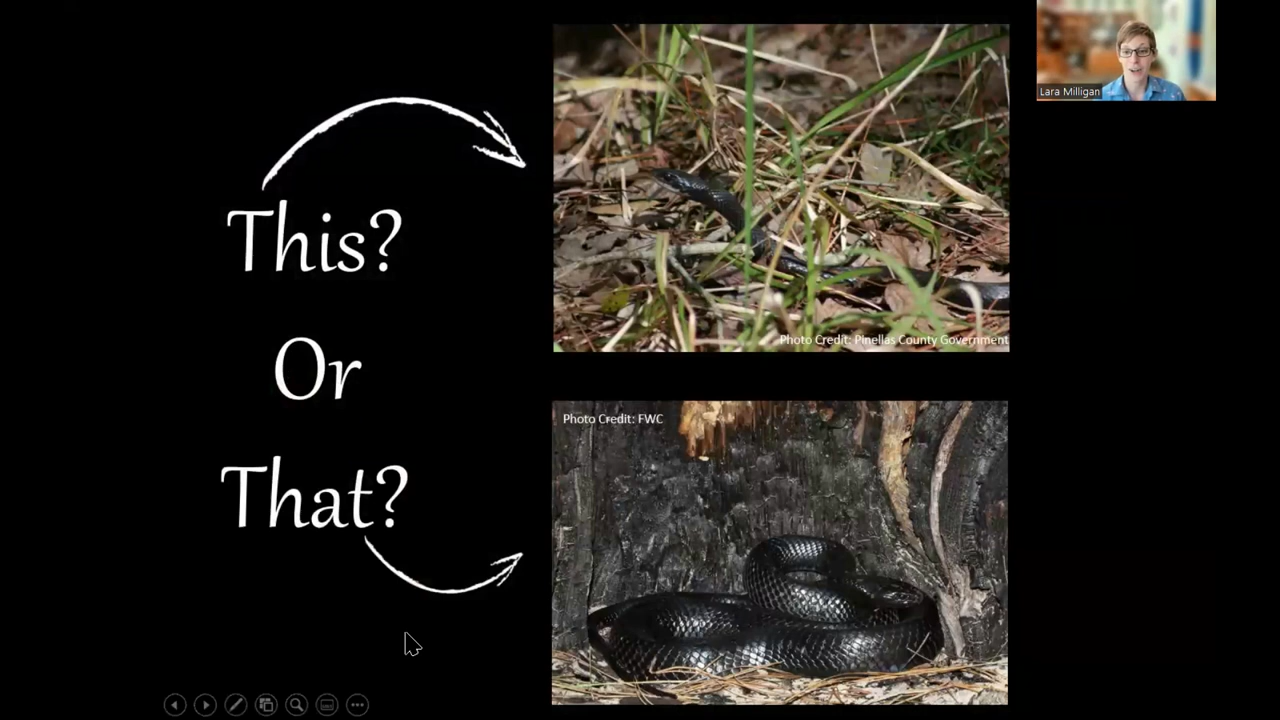 Lara Milligan
This?
Or
That?
Photo Credit: Pinellas County Government
Photo Credit: FWC